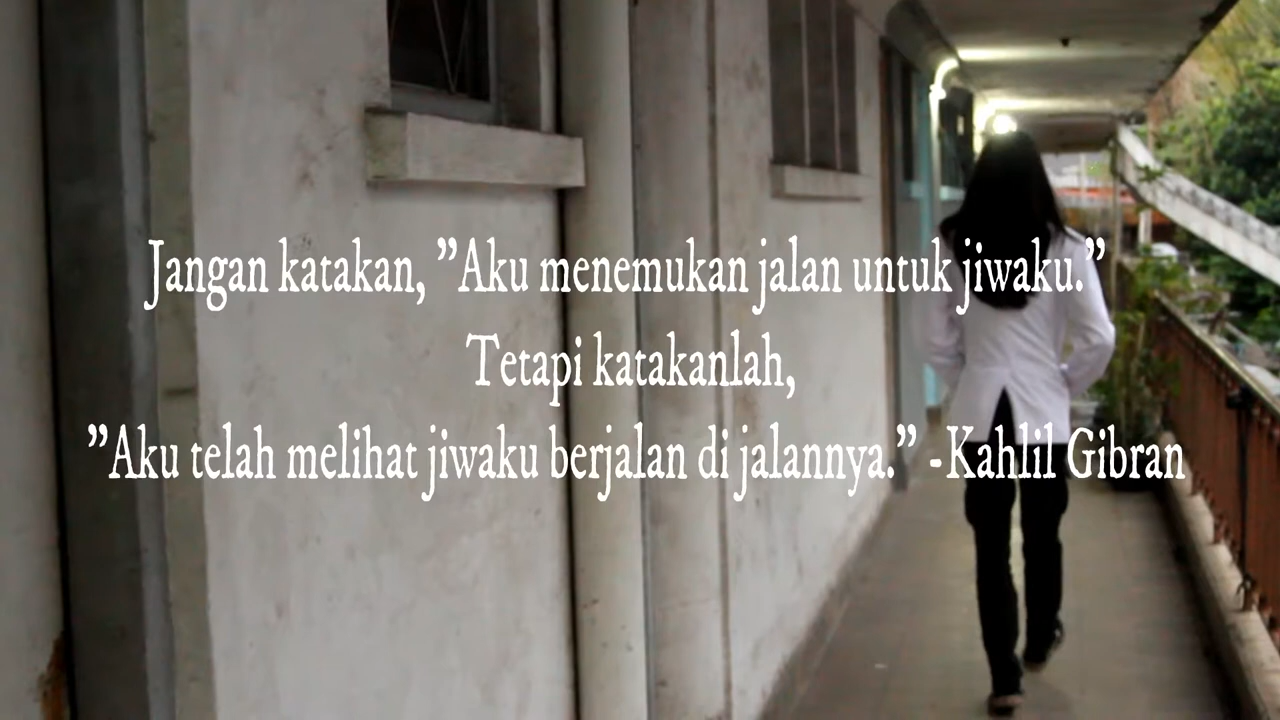 Jangan katakan, "Aku menemukan jalan untuk jiwaku."
Tetapi katakanlah,
"Aku telah melihat jiwaku berjalan di jalannya." -Kahlil Gibran